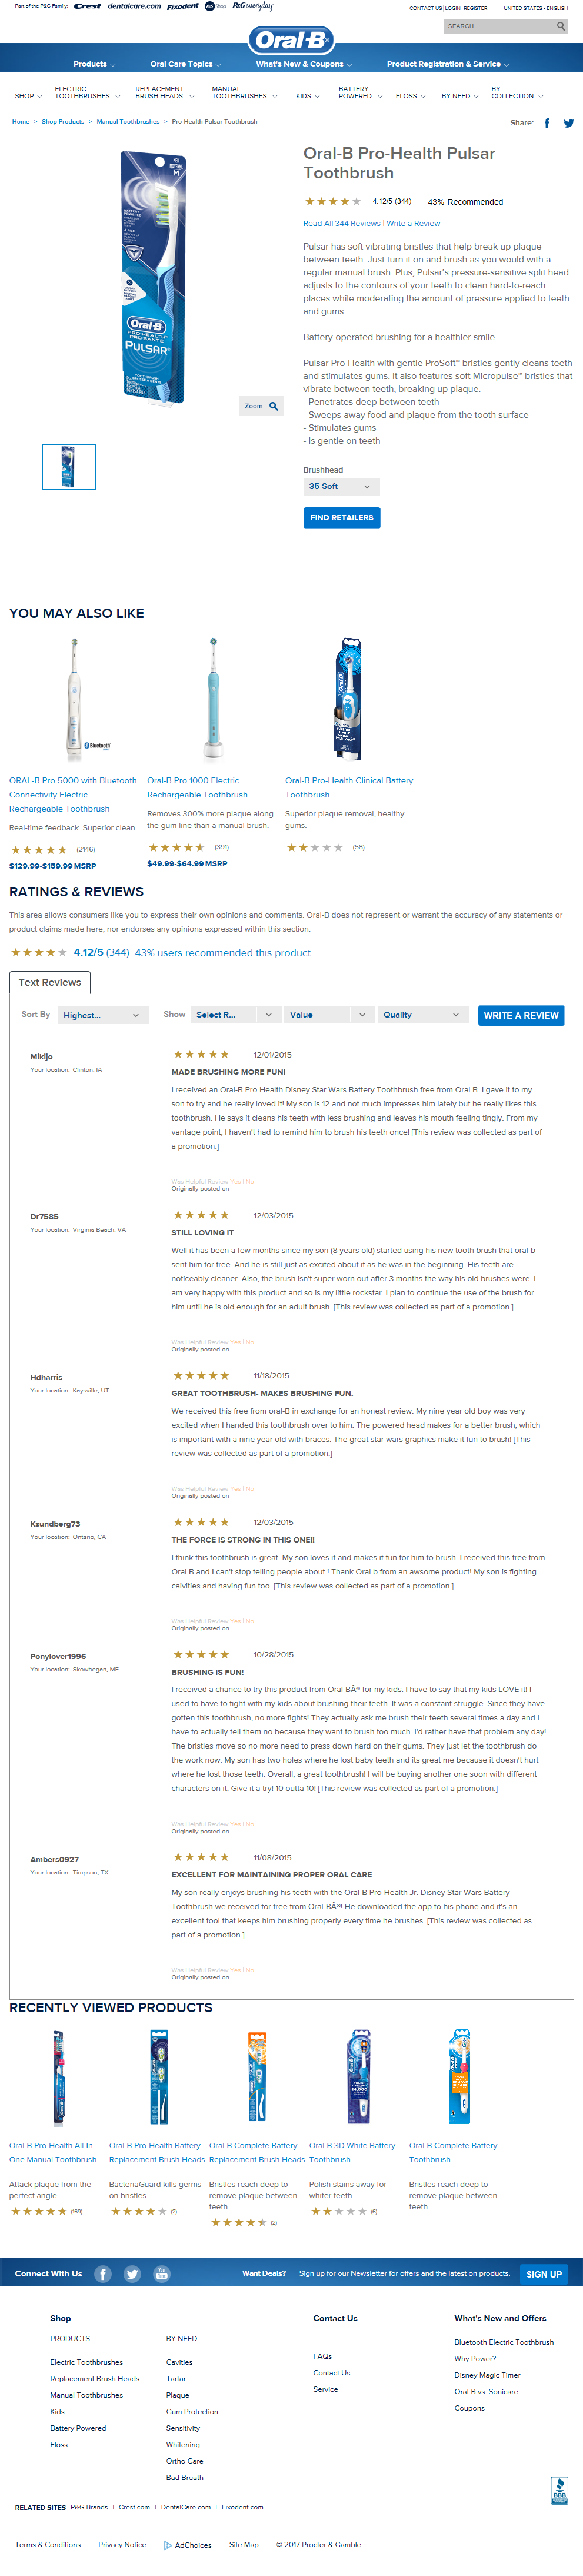 Part of the P&G Family: Crest dentalcare.com Fixodent P&G Shop P&G everyday
CONTACT US | LOGIN | REGISTER UNITED STATES - ENGLISH
SEARCH
Oral-B
Products Oral Care Topics What's New & Coupons Product Registration & Service
SHOP ELECTRIC TOOTHBRUSHES REPLACEMENT BRUSH HEADS MANUAL TOOTHBRUSHES KIDS BATTERY POWERED FLOSS BY NEED BY COLLECTION
Home > Shop Products > Manual Toothbrushes > Pro-Health Pulsar Toothbrush
Share:
Oral-B Pro-Health Pulsar
Toothbrush
4.12/5 (344) 43% Recommended
Read All 344 Reviews | Write a Review
Pulsar has soft vibrating bristles that help break up plaque
between teeth. Just turn it on and brush as you would with a
regular manual brush. Plus, Pulsar's pressure-sensitive split head
adjusts to the contours of your teeth to clean hard-to-reach
places while moderating the amount of pressure applied to teeth
and gums.
Battery-operated brushing for a healthier smile.
Pulsar Pro-Health with gentle ProSoft™ bristles gently cleans teeth
and stimulates gums. It also features soft Micropulse™ bristles that
vibrate between teeth, breaking up plaque.
- Penetrates deep between teeth
- Sweeps away food and plaque from the tooth surface
- Stimulates gums
- Is gentle on teeth
Oral-B
PRO-HEALTH
PULSAR
Zoom
Brushhead
35 Soft
FIND RETAILERS
YOU MAY ALSO LIKE
Bluetooth
ORAL-B Pro 5000 with Bluetooth
Connectivity Electric
Rechargeable Toothbrush
Real-time feedback. Superior clean.
(2146)
$129.99-$159.99 MSRP
Oral-B Pro 1000 Electric
Rechargeable Toothbrush
Removes 300% more plaque along
the gum line than a manual brush.
(391)
$49.99-$64.99 MSRP
Oral-B Pro-Health Clinical Battery
Toothbrush
Superior plaque removal, healthy
gums.
(58)
RATINGS & REVIEWS
This area allows consumers like you to express their own opinions and comments. Oral-B does not represent or warrant the accuracy of any statements or
product claims made here, nor endorses any opinions expressed within this section.
4.12/5 (344) 43% users recommended this product
Text Reviews
Sort By Highest... Show Select R... Value Quality WRITE A REVIEW
Mikijo
Your location: Clinton, IA
12/01/2015
MADE BRUSHING MORE FUN!
I received an Oral-B Pro Health Disney Star Wars Battery Toothbrush free from Oral B. I gave it to my
son to try and he really loved it! My son is 12 and not much impresses him lately but he really likes this
toothbrush. He says it cleans his teeth with less brushing and leaves his mouth feeling tingly. From my
vantage point, I haven't had to remind him to brush his teeth once! [This review was collected as part of
a promotion.]
Was Helpful Review Yes | No
Originally posted on
Dr7585
Your location: Virginia Beach, VA
12/03/2015
STILL LOVING IT
Well it has been a few months since my son (8 years old) started using his new tooth brush that oral-b
sent him for free. And he is still just as excited about it as he was in the beginning. His teeth are
noticeably cleaner. Also, the brush isn't super worn out after 3 months the way his old brushes were. I
am very happy with this product and so is my little rockstar. I plan to continue the use of the brush for
him until he is old enough for an adult brush. [This review was collected as part of a promotion.]
Was Helpful Review Yes | No
Originally posted on
Hdharris
Your location: Kaysville, UT
11/18/2015
GREAT TOOTHBRUSH- MAKES BRUSHING FUN.
We received this free from oral-B in exchange for an honest review. My nine year old boy was very
excited when I handed this toothbrush over to him. The powered head makes for a better brush, which
is important with a nine year old with braces. The great star wars graphics make it fun to brush! [This
review was collected as part of a promotion.]
Was Helpful Review Yes | No
Originally posted on
Ksundberg73
Your location: Ontario, CA
12/03/2015
THE FORCE IS STRONG IN THIS ONE!!
I think this toothbrush is great. My son loves it and makes it fun for him to brush. I received this free from
Oral B and I can't stop telling people about ! Thank Oral b from an awsome product! My son is fighting
caivities and having fun too. [This review was collected as part of a promotion.]
Was Helpful Review Yes | No
Originally posted on
Ponylover1996
Your location: Skowhegan, ME
10/28/2015
BRUSHING IS FUN!
I received a chance to try this product from Oral-BÂ® for my kids. I have to say that my kids LOVE it! I
used to have to fight with my kids about brushing their teeth. It was a constant struggle. Since they have
gotten this toothbrush, no more fights! They actually ask me brush their teeth several times a day and I
have to actually tell them no because they want to brush too much. I'd rather have that problem any day!
The bristles move so no more need to press down hard on their gums. They just let the toothbrush do
the work now. My son has two holes where he lost baby teeth and its great me because it doesn't hurt
where he lost those teeth. Overall, a great toothbrush! I will be buying another one soon with different
characters on it. Give it a try! 10 outta 10! [This review was collected as part of a promotion.]
Was Helpful Review Yes | No
Originally posted on
Ambers0927
Your location: Timpson, TX
11/08/2015
EXCELLENT FOR MAINTAINING PROPER ORAL CARE
My son really enjoys brushing his teeth with the Oral-B Pro-Health Jr. Disney Star Wars Battery
Toothbrush we received for free from Oral-BÂ®! He downloaded the app to his phone and it's an
excellent tool that keeps him brushing properly every time he brushes. [This review was collected as
part of a promotion.]
Was Helpful Review Yes | No
Originally posted on
RECENTLY VIEWED PRODUCTS
Oral-B Pro-Health All-In-
One Manual Toothbrush
Attack plaque from the
perfect angle
(169)
Oral-B Pro-Health Battery
Replacement Brush Heads
BacteriaGuard kills germs
on bristles
(2)
Oral-B Complete Battery
Replacement Brush Heads
Bristles reach deep to
remove plaque between
teeth
(2)
Oral-B 3D White Battery
Toothbrush
Polish stains away for
whiter teeth
(6)
Oral-B Complete Battery
Toothbrush
Bristles reach deep to
remove plaque between
teeth
Connect With Us
You Tube
Want Deals? Sign up for our Newsletter for offers and the latest on products. SIGN UP
Shop
PRODUCTS
Electric Toothbrushes
Replacement Brush Heads
Manual Toothbrushes
Kids
Battery Powered
Floss
BY NEED
Cavities
Tartar
Plaque
Gum Protection
Sensitivity
Whitening
Ortho Care
Bad Breath
Contact Us
FAQs
Contact Us
Service
What's New and Offers
Bluetooth Electric Toothbrush
Why Power?
Disney Magic Timer
Oral-B vs. Sonicare
Coupons
BBB
RELATED SITES P&G Brands | Crest.com | DentalCare.com | Fixodent.com
Terms & Conditions Privacy Notice AdChoices Site Map © 2017 Procter & Gamble